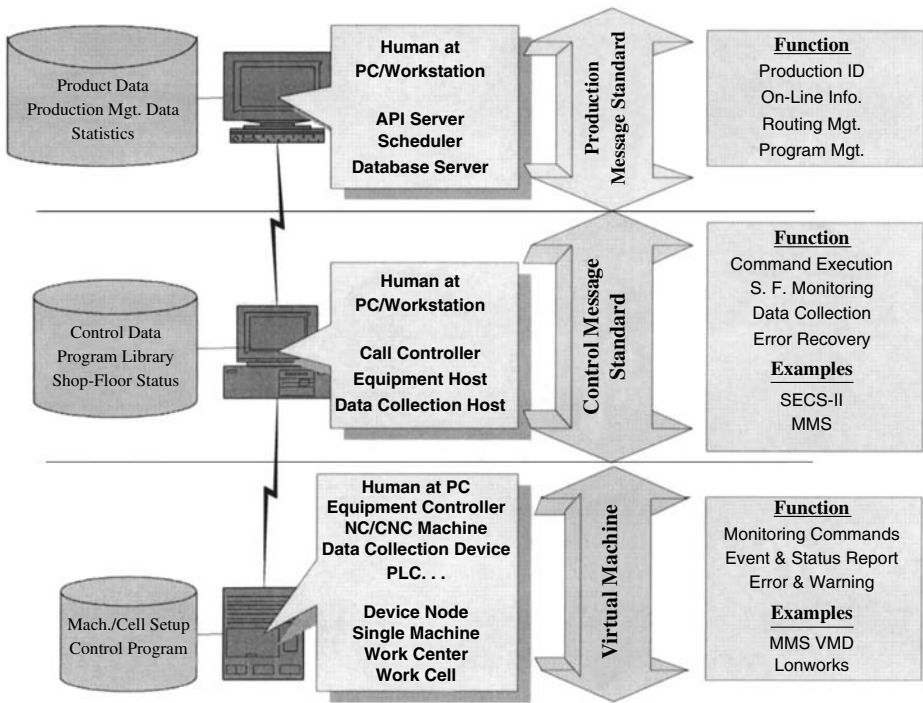 Product Data
Production Mgt. Data
Statistics
Human at
PC/Workstation
API Server
Scheduler
Database Server
Production
Message Standard
Function
Production ID
On-Line Info.
Routing Mgt.
Program Mgt.
Control Data
Program Library
Shop-Floor Status
Human at
PC/Workstation
Call Controller
Equipment Host
Data Collection Host
Control Message
Standard
Function
Command Execution
S. F. Monitoring
Data Collection
Error Recovery
Examples
SECS-II
MMS
Mach./Cell Setup
Control Program
Human at PC
Equipment Controller
NC/CNC Machine
Data Collection Device
PLC. . .
Device Node
Single Machine
Work Center
Work Cell
Virtual Machine
Function
Monitoring Commands
Event & Status Report
Error & Warning
Examples
MMS VMD
Lonworks